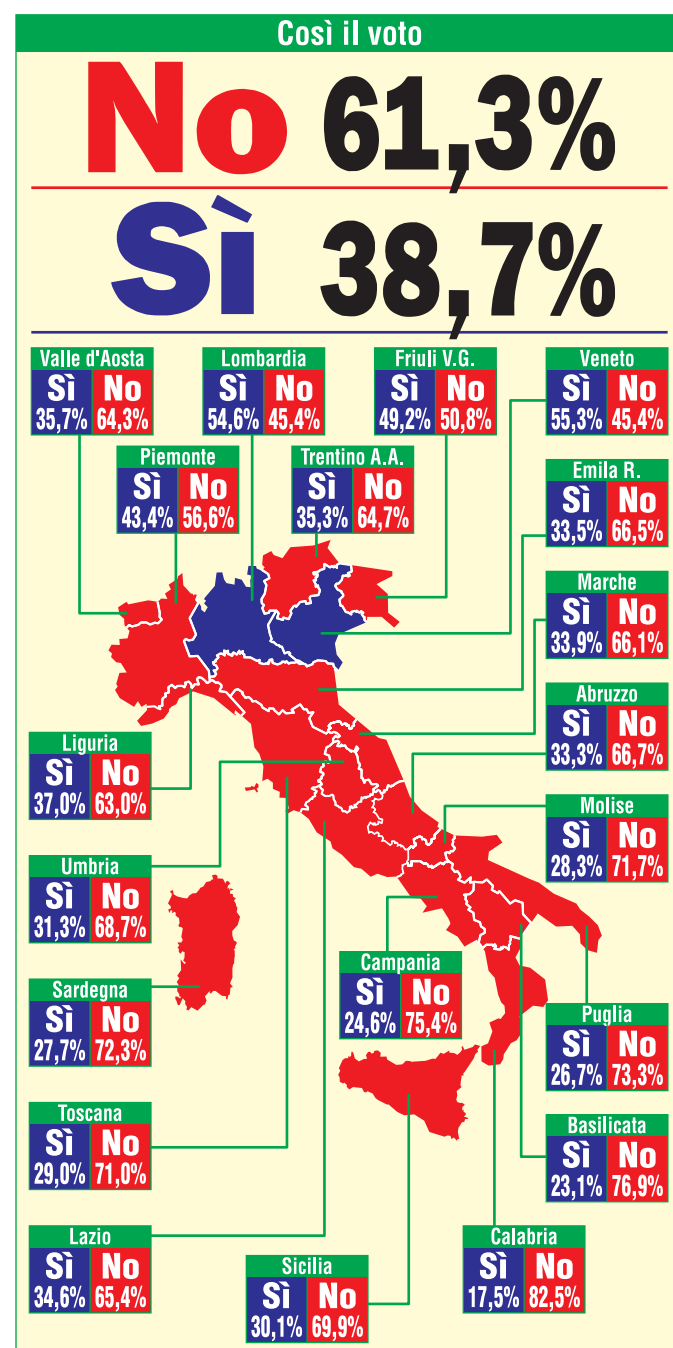 Così il voto
No 61,3%
Sì 38,7%
Valle d'Aosta
Sì No
35,7% 64,3%
Lombardia
Sì No
54,6% 45,4%
Friuli V.G.
Sì No
49,2% 50,8%
Veneto
Sì No
55,3% 45,4%
Piemonte
Sì No
43,4% 56,6%
Trentino A.A.
Sì No
35,3% 64,7%
Emila R.
Sì No
33,5% 66,5%
Marche
Sì No
33,9% 66,1%
Abruzzo
Sì No
33,3% 66,7%
Liguria
Sì No
37,0% 63,0%
Molise
Sì No
28,3% 71,7%
Umbria
Sì No
31,3% 68,7%
Campania
Sì No
24,6% 75,4%
Sardegna
Sì No
27,7% 72,3%
Puglia
Sì No
26,7% 73,3%
Toscana
Sì No
29,0% 71,0%
Basilicata
Sì No
23,1% 76,9%
Lazio
Sì No
34,6% 65,4%
Calabria
Sì No
17,5% 82,5%
Sicilia
Sì No
30,1% 69,9%